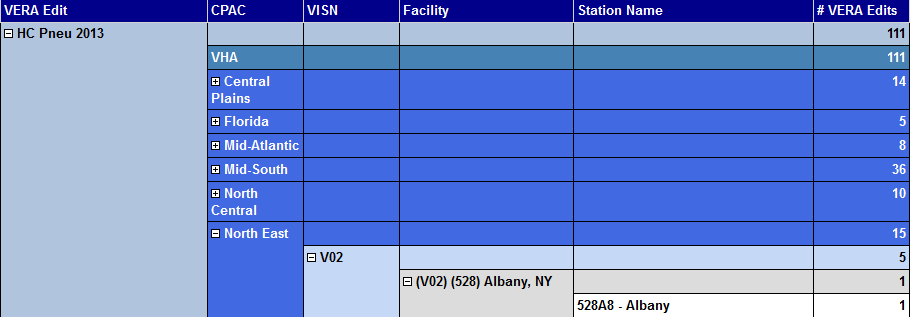 VERA Edit CPAC VISN Facility Station Name # VERA Edits
HC Pneu 2013 111
VHA 111
Central 14
Plains
Florida 5
Mid-Atlantic 8
Mid-South 36
North 10
Central
North East 15
V02 5
(V02) (528) Albany, NY 1
528A8 - Albany 1